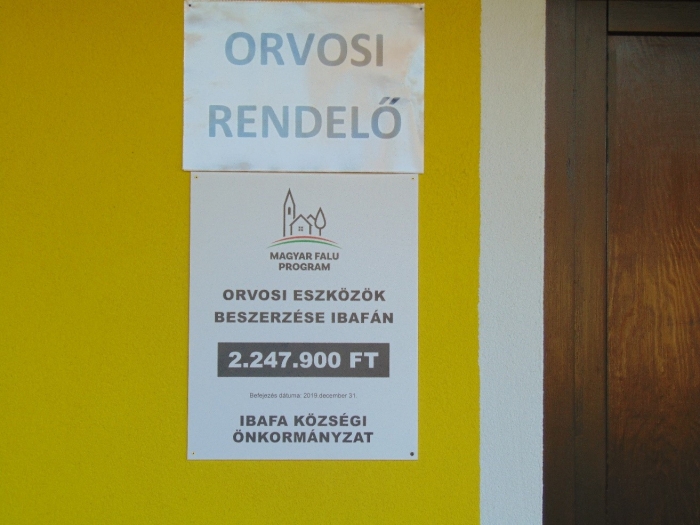 ORVOSI
RENDELŐ
MAGYAR FALU
PROGRAM
ORVOSI ESZKÖZÖK
BESZERZÉSE IBAFÁN
2.247.900 FT
Befejezés dátuma: 2019 december 31.
IBAFA KÖZSÉGI
ÖNKORMÁNYZAT